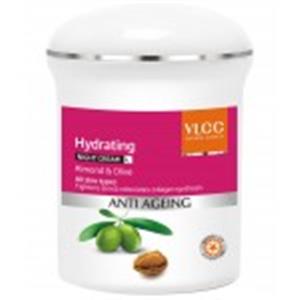 VLCC
Hydrating
NIGHT CREAM
Almond & Olive
All skin types
ANTI AGEING